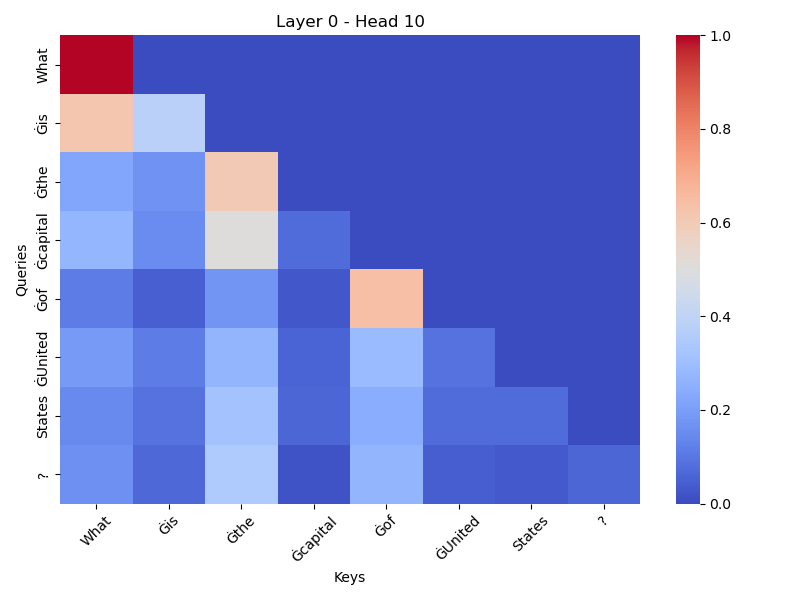 Layer 0 - Head 10
Queries
What
Ġis
Ġthe
Ġcapital
Ġof
ĠUnited
States
?
What
Ġis
Ġthe
Ġcapital
Ġof
ĠUnited
States
?
Keys
1.0
0.8
0.6
0.4
0.2
0.0